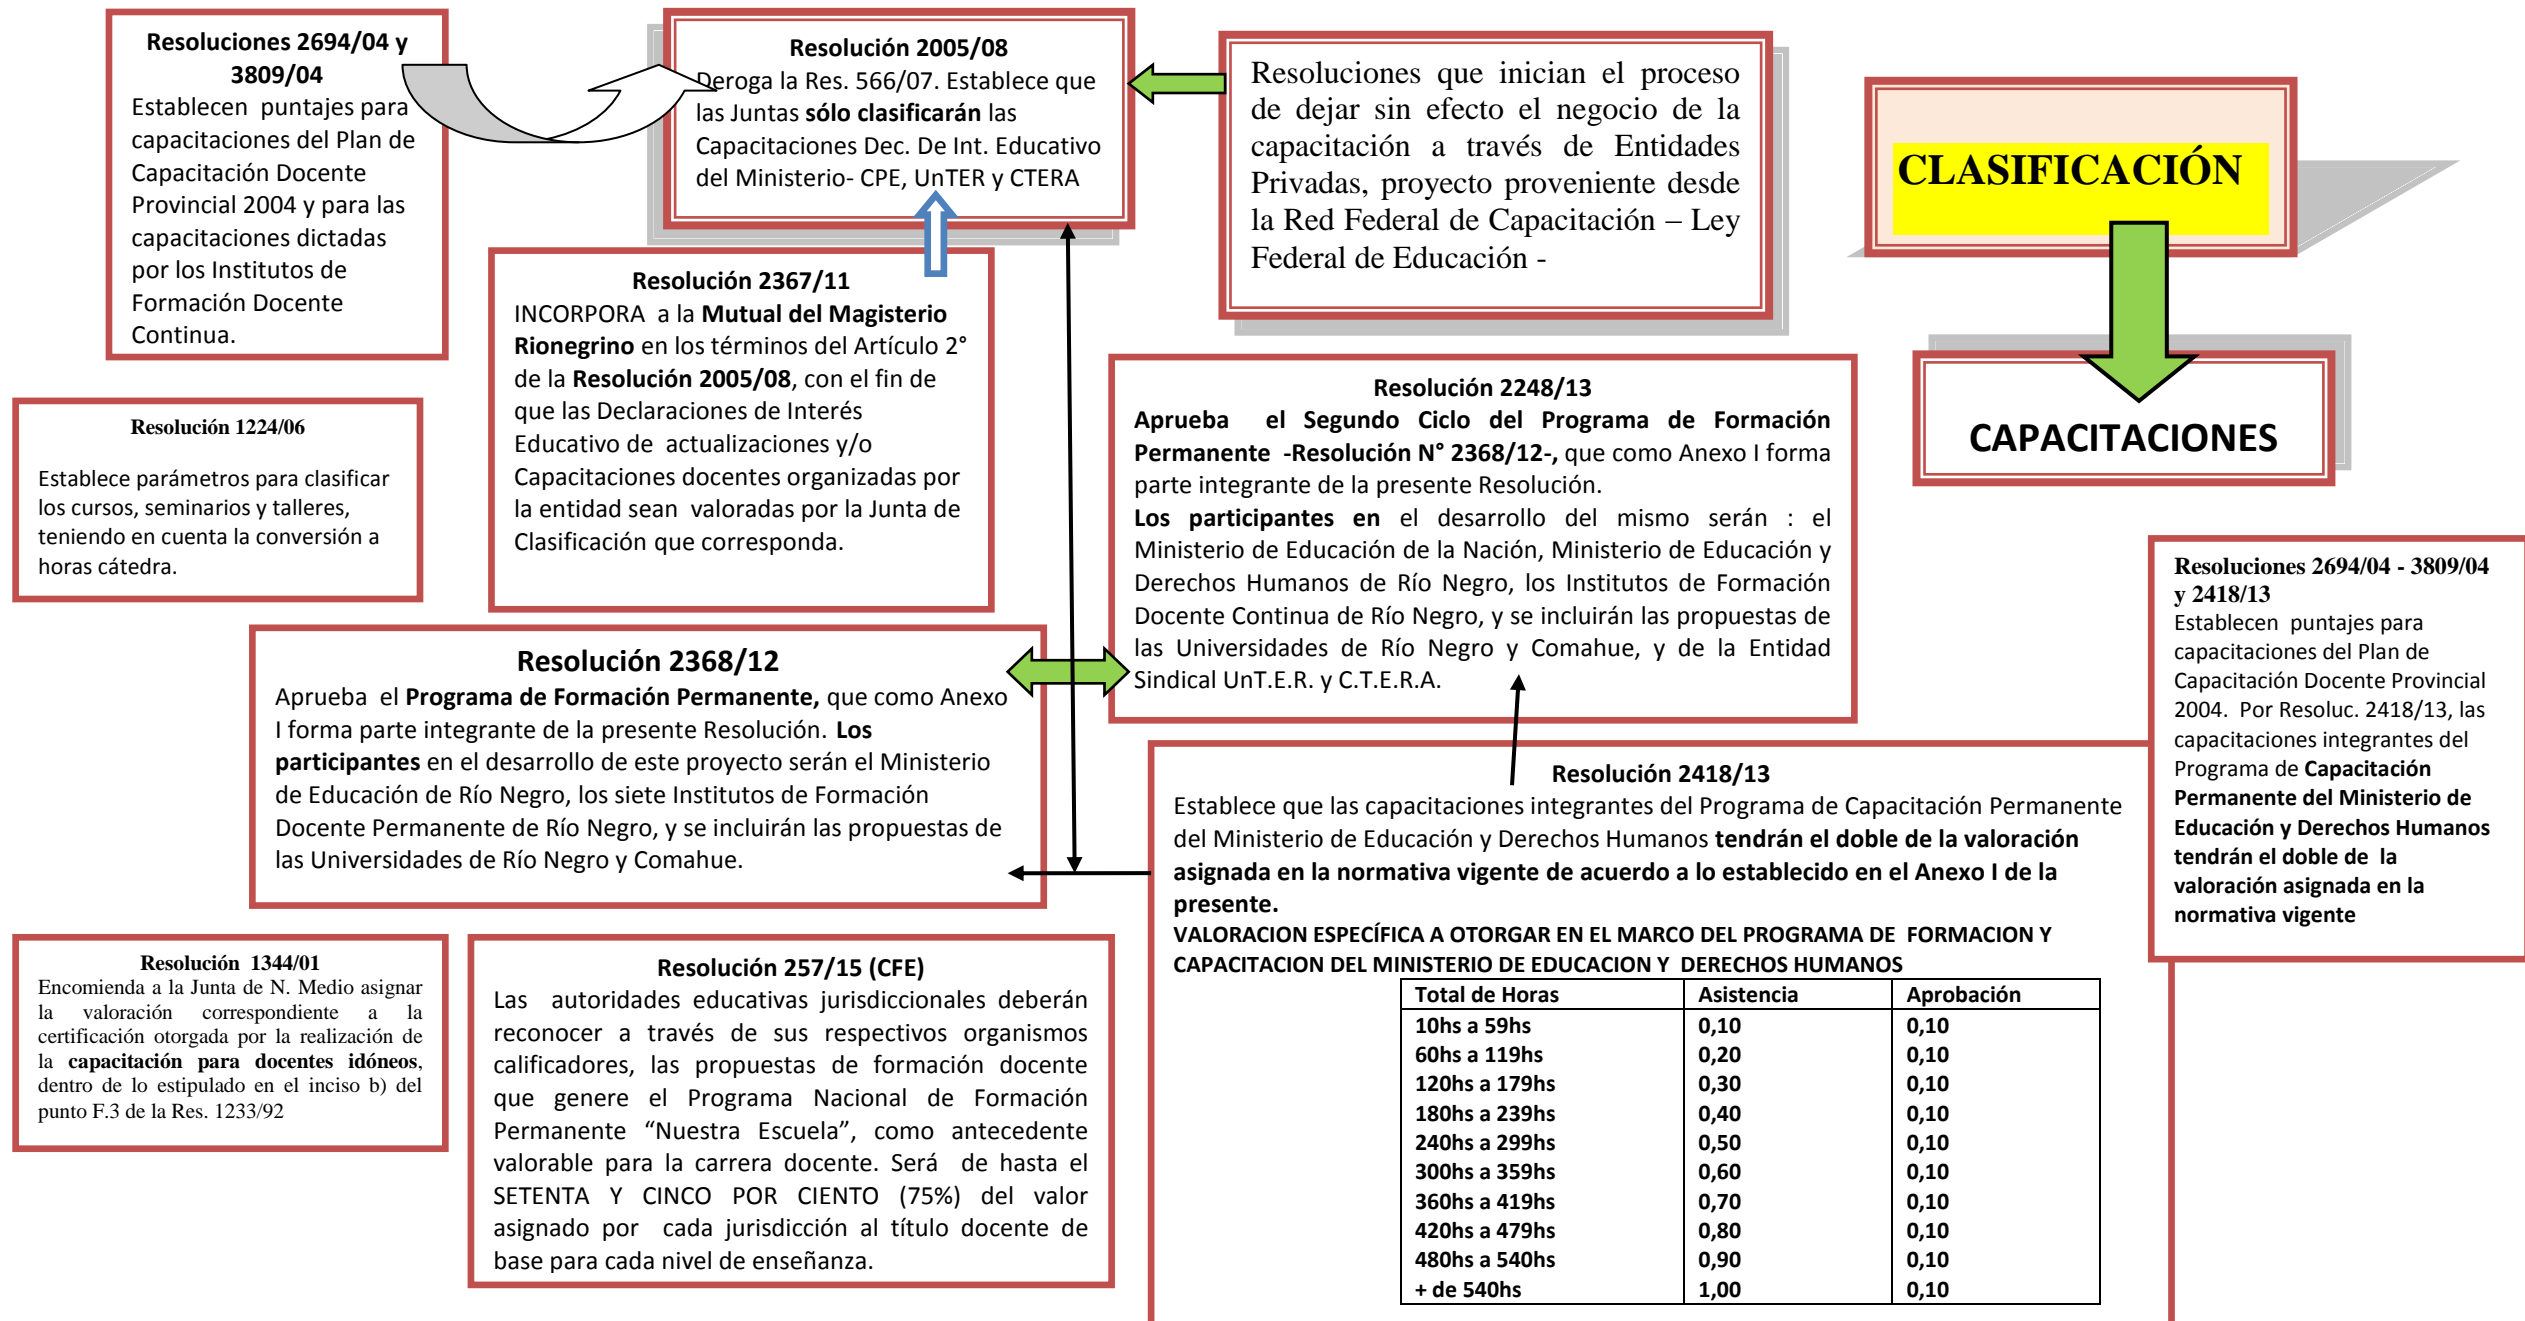 Resoluciones 2694/04 y
3809/04
Establecen puntajes para
capacitaciones del Plan de
Capacitación Docente
Provincial 2004 y para las
capacitaciones dictadas
por los Institutos de
Formación Docente
Continua.
Resolución 2005/08
Deroga la Res. 566/07. Establece que
las Juntas sólo clasificarán las
Capacitaciones Dec. De Int. Educativo
del Ministerio- CPE, UnTER y CTERA
Resoluciones que inician el proceso
de dejar sin efecto el negocio de la
capacitación a través de Entidades
Privadas, proyecto proveniente desde
la Red Federal de Capacitación – Ley
Federal de Educación -
CLASIFICACIÓN
CAPACITACIONES
Resolución 2367/11
INCORPORA a la Mutual del Magisterio
Rionegrino en los términos del Artículo 2°
de la Resolución 2005/08, con el fin de
que las Declaraciones de Interés
Educativo de actualizaciones y/o
Capacitaciones docentes organizadas por
la entidad sean valoradas por la Junta de
Clasificación que corresponda.
Resolución 1224/06
Establece parámetros para clasificar
los cursos, seminarios y talleres,
teniendo en cuenta la conversión a
horas cátedra.
Resolución 2248/13
Aprueba el Segundo Ciclo del Programa de Formación
Permanente -Resolución N° 2368/12-, que como Anexo I forma
parte integrante de la presente Resolución.
Los participantes en el desarrollo del mismo serán : el
Ministerio de Educación de la Nación, Ministerio de Educación y
Derechos Humanos de Río Negro, los Institutos de Formación
Docente Continua de Río Negro, y se incluirán las propuestas de
las Universidades de Río Negro y Comahue, y de la Entidad
Sindical UnT.E.R. y C.T.E.R.A.
Resoluciones 2694/04 - 3809/04
y 2418/13
Establecen puntajes para
capacitaciones del Plan de
Capacitación Docente Provincial
2004. Por Resoluc. 2418/13, las
capacitaciones integrantes del
Programa de Capacitación
Permanente del Ministerio de
Educación y Derechos Humanos
tendrán el doble de la
valoración asignada en la
normativa vigente
Resolución 2368/12
Aprueba el Programa de Formación Permanente, que como Anexo
I forma parte integrante de la presente Resolución. Los
participantes en el desarrollo de este proyecto serán el Ministerio
de Educación de Río Negro, los siete Institutos de Formación
Docente Permanente de Río Negro, y se incluirán las propuestas de
las Universidades de Río Negro y Comahue.
Resolución 2418/13
Establece que las capacitaciones integrantes del Programa de Capacitación Permanente
del Ministerio de Educación y Derechos Humanos tendrán el doble de la valoración
asignada en la normativa vigente de acuerdo a lo establecido en el Anexo I de la
presente.
VALORACION ESPECÍFICA A OTORGAR EN EL MARCO DEL PROGRAMA DE FORMACION Y
CAPACITACION DEL MINISTERIO DE EDUCACION Y DERECHOS HUMANOS
Total de Horas Asistencia Aprobación
10hs a 59hs 0,10 0,10
60hs a 119hs 0,20 0,10
120hs a 179hs 0,30 0,10
180hs a 239hs 0,40 0,10
240hs a 299hs 0,50 0,10
300hs a 359hs 0,60 0,10
360hs a 419hs 0,70 0,10
420hs a 479hs 0,80 0,10
480hs a 540hs 0,90 0,10
+ de 540hs 1,00 0,10
Resolución 1344/01
Encomienda a la Junta de N. Medio asignar
la valoración correspondiente a la
certificación otorgada por la realización de
la capacitación para docentes idóneos,
dentro de lo estipulado en el inciso b) del
punto F.3 de la Res. 1233/92
Resolución 257/15 (CFE)
Las autoridades educativas jurisdiccionales deberán
reconocer a través de sus respectivos organismos
calificadores, las propuestas de formación docente
que genere el Programa Nacional de Formación
Permanente “Nuestra Escuela”, como antecedente
valorable para la carrera docente. Será de hasta el
SETENTA Y CINCO POR CIENTO (75%) del valor
asignado por cada jurisdicción al título docente de
base para cada nivel de enseñanza.